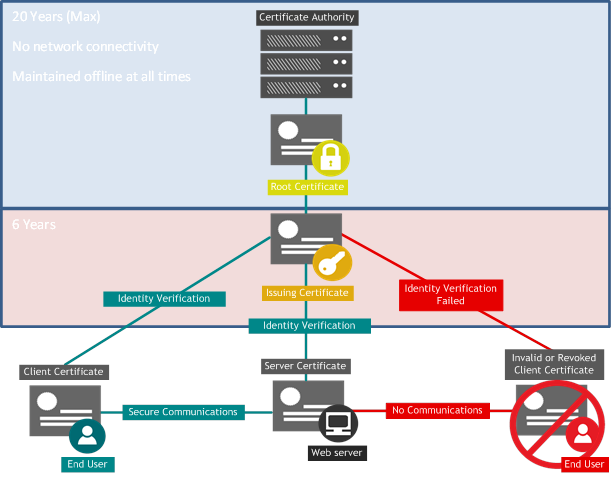 20 Years (Max)
Certificate Authority
No network connectivity
Maintained offline at all times
Root Certificate
6 Years
Issuing Certificate
Identity Verification
Identity Verification
Failed
Identity Verification
Client Certificate
Server Certificate
Invalid or Revoked
Client Certificate
Secure Communications
No Communications
End User
Web server
End User